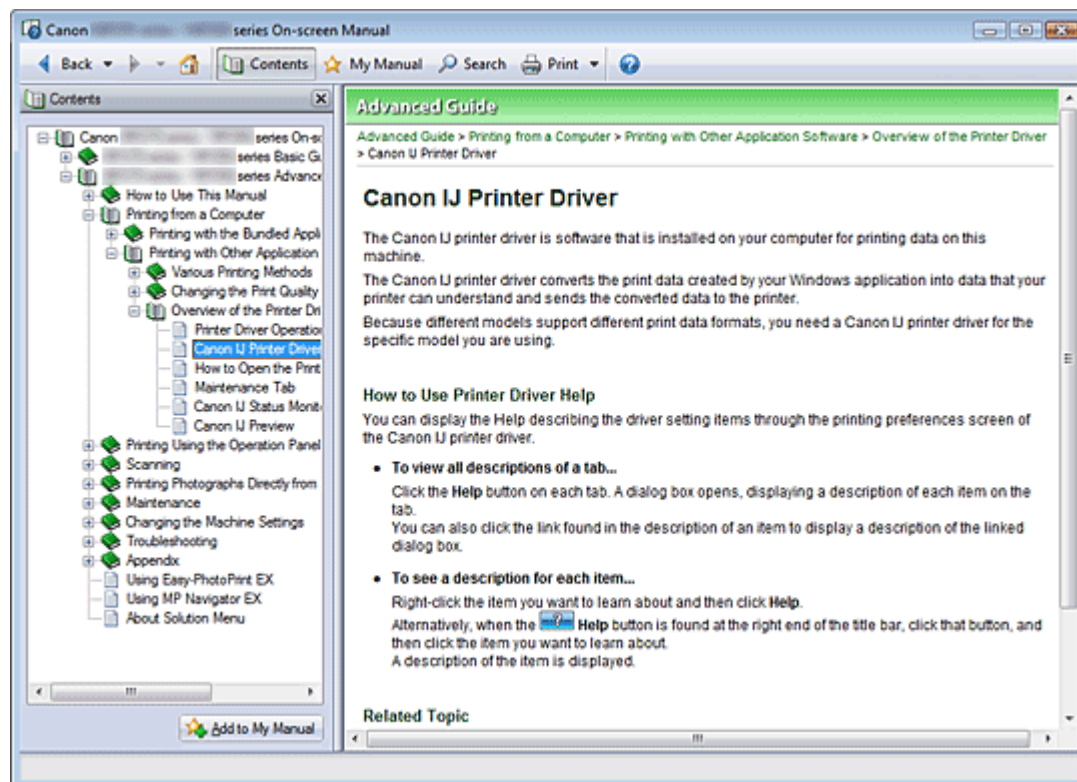 Canon series On-screen Manual
Back Contents My Manual Search Print
Contents
Canon series On-sc
series Basic Gu
series Advance
How to Use This Manual
Printing from a Computer
Printing with the Bundled Appli
Printing with Other Application
Various Printing Methods
Changing the Print Quality
Overview of the Printer Dri
Printer Driver Operation
Canon IJ Printer Driver
How to Open the Print
Maintenance Tab
Canon IJ Status Monit
Canon IJ Preview
Printing Using the Operation Panel
Scanning
Printing Photographs Directly from
Maintenance
Changing the Machine Settings
Troubleshooting
Appendix
Using Easy-PhotoPrint EX
Using MP Navigator EX
About Solution Menu
Add to My Manual
Advanced Guide
Advanced Guide > Printing from a Computer > Printing with Other Application Software > Overview of the Printer Driver
> Canon IJ Printer Driver
Canon IJ Printer Driver
The Canon IJ printer driver is software that is installed on your computer for printing data on this
machine.
The Canon IJ printer driver converts the print data created by your Windows application into data that your
printer can understand and sends the converted data to the printer.
Because different models support different print data formats, you need a Canon IJ printer driver for the
specific model you are using.
How to Use Printer Driver Help
You can display the Help describing the driver setting items through the printing preferences screen of
the Canon IJ printer driver.
• To view all descriptions of a tab...
Click the Help button on each tab. A dialog box opens, displaying a description of each item on the
tab.
You can also click the link found in the description of an item to display a description of the linked
dialog box.
• To see a description for each item...
Right-click the item you want to learn about and then click Help.
Alternatively, when the ? Help button is found at the right end of the title bar, click that button, and
then click the item you want to learn about.
A description of the item is displayed.
Related Topic